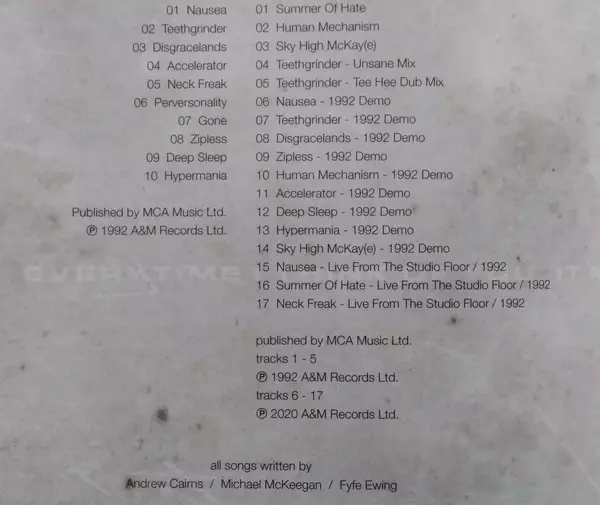 01 Nausea
02 Teethgrinder
03 Disgracelands
04 Accelerator
05 Neck Freak
06 Perversonality
07 Gone
08 Zipless
09 Deep Sleep
10 Hypermania
Published by MCA Music Ltd.
℗ 1992 A&M Records Ltd.
01 Summer Of Hate
02 Human Mechanism
03 Sky High McKay(e)
04 Teethgrinder - Unsane Mix
05 Teethgrinder - Tee Hee Dub Mix
06 Nausea - 1992 Demo
07 Teethgrinder - 1992 Demo
08 Disgracelands - 1992 Demo
09 Zipless - 1992 Demo
10 Human Mechanism - 1992 Demo
11 Accelerator - 1992 Demo
12 Deep Sleep - 1992 Demo
13 Hypermania - 1992 Demo
14 Sky High McKay(e) - 1992 Demo
15 Nausea - Live From The Studio Floor / 1992
16 Summer Of Hate - Live From The Studio Floor / 1992
17 Neck Freak - Live From The Studio Floor / 1992
published by MCA Music Ltd.
tracks 1 - 5
℗ 1992 A&M Records Ltd.
tracks 6 - 17
℗ 2020 A&M Records Ltd.
all songs written by
Andrew Cairns / Michael McKeegan / Fyfe Ewing